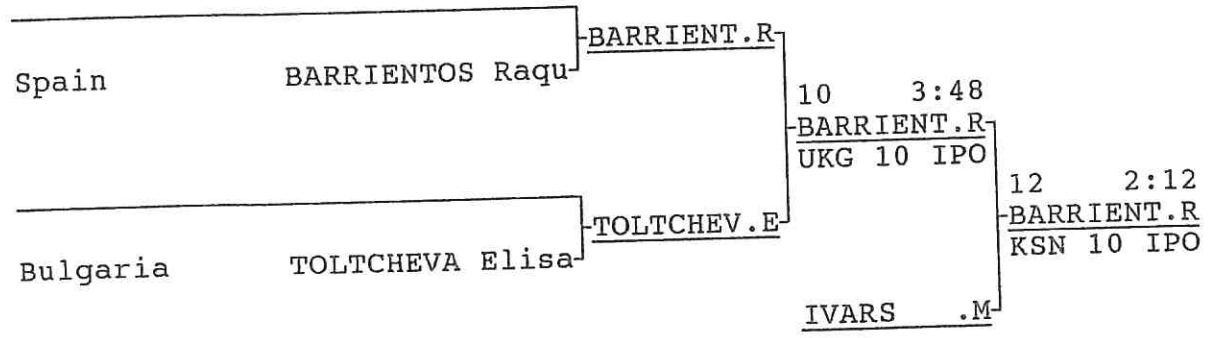 BARRIENT.R
Spain BARRIENTOS Raqu
10 3:48
BARRIENT.R
UKG 10 IPO
12 2:12
BARRIENT.R
KSN 10 IPO
TOLTCHEV.E
Bulgaria TOLTCHEVA Elisa
IVARS .M